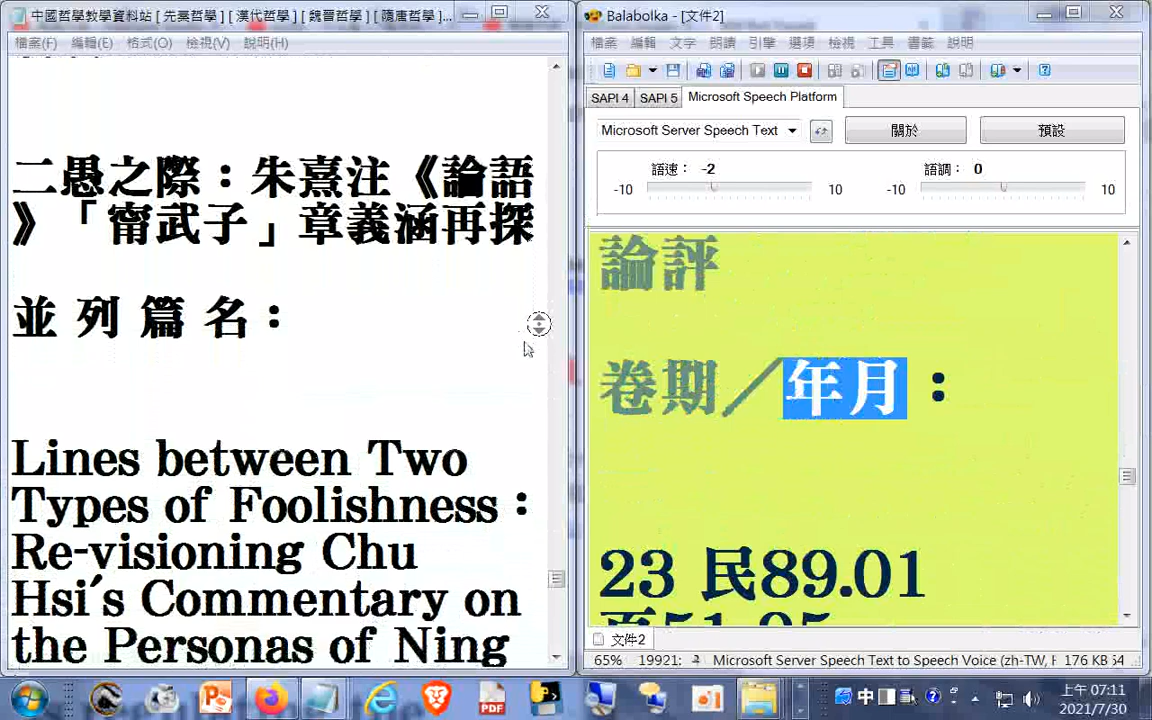 中國哲學教學資料站 [ 先秦哲學 ] [ 漢代哲學 ] [ 魏晉哲學 ] [ 隋唐哲學 ]...
檔案(F) 編輯(E) 格式(O) 檢視(V) 說明(H)
二愚之際：朱熹注《論語
》「甯武子」章義涵再探
並 列 篇 名：
Lines between Two
Types of Foolishness：
Re-visioning Chu
Hsi's Commentary on
the Personas of Ning
Balabolka - [文件2]
檔案 編輯 文字 朗讀 引擎 選項 檢視 工具 書籤 說明
SAPI 4 SAPI 5 Microsoft Speech Platform
Microsoft Server Speech Text 關於 預設
語速： -2 語調： 0
-10 10 -10 10
論評
卷期／年月：
23 民89.01
文件2
65% 19921: Microsoft Server Speech Text to Speech Voice (zh-TW, 176 KB
中
上午 07:11
2021/7/30